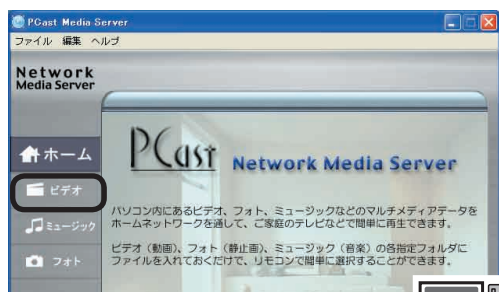 PCast Media Server
ファイル 編集 ヘルプ
Network
Media Server
ホーム
PCast Network Media Server
ビデオ
パソコン内にあるビデオ、フォト、ミュージックなどのマルチメディアデータを
ホームネットワークを通して、ご家庭のテレビなどで簡単に再生できます。
ミュージック
ビデオ（動画）、フォト（静止画）、ミュージック（音楽）の各指定フォルダに
ファイルを入れておくだけで、リモコンで簡単に選択することができます。
フォト